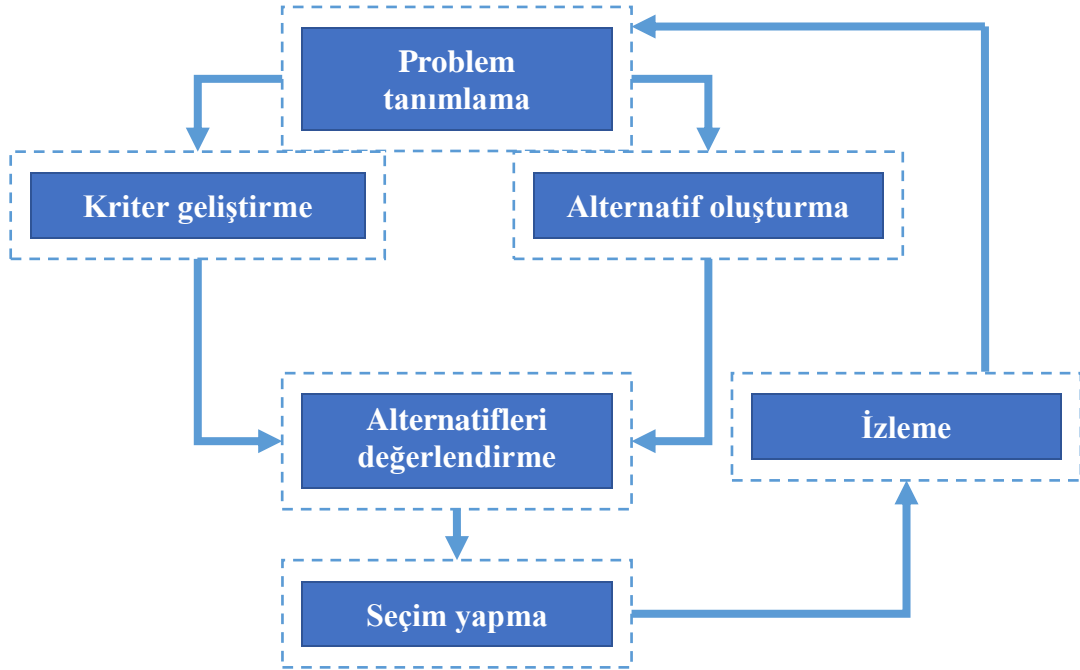 Problem
tanımlama
Kriter geliştirme
Alternatif oluşturma
Alternatifleri
değerlendirme
İzleme
Seçim yapma